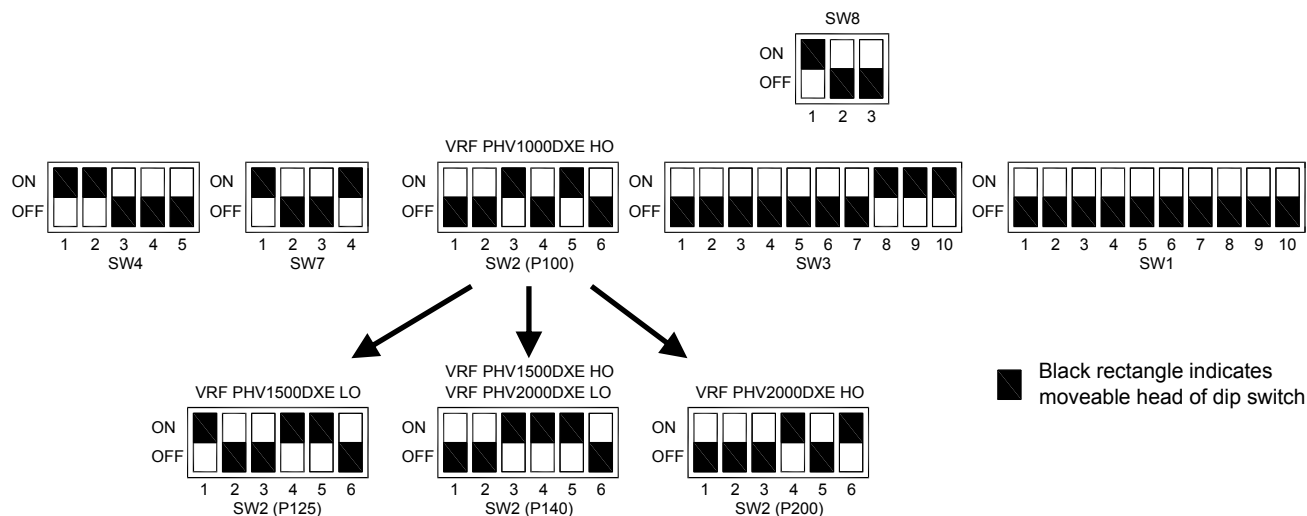 SW8
ON
OFF
1 2 3
VRF PHV1000DXE HO
ON
OFF
1 2 3 4 5
SW4
ON
OFF
1 2 3 4
SW7
ON
OFF
1 2 3 4 5 6
SW2 (P100)
ON
OFF
1 2 3 4 5 6 7 8 9 10
SW3
ON
OFF
1 2 3 4 5 6 7 8 9 10
SW1
VRF PHV1500DXE LO
ON
OFF
1 2 3 4 5 6
SW2 (P125)
VRF PHV1500DXE HO
VRF PHV2000DXE LO
ON
OFF
1 2 3 4 5 6
SW2 (P140)
VRF PHV2000DXE HO
ON
OFF
1 2 3 4 5 6
SW2 (P200)
Black rectangle indicates
moveable head of dip switch